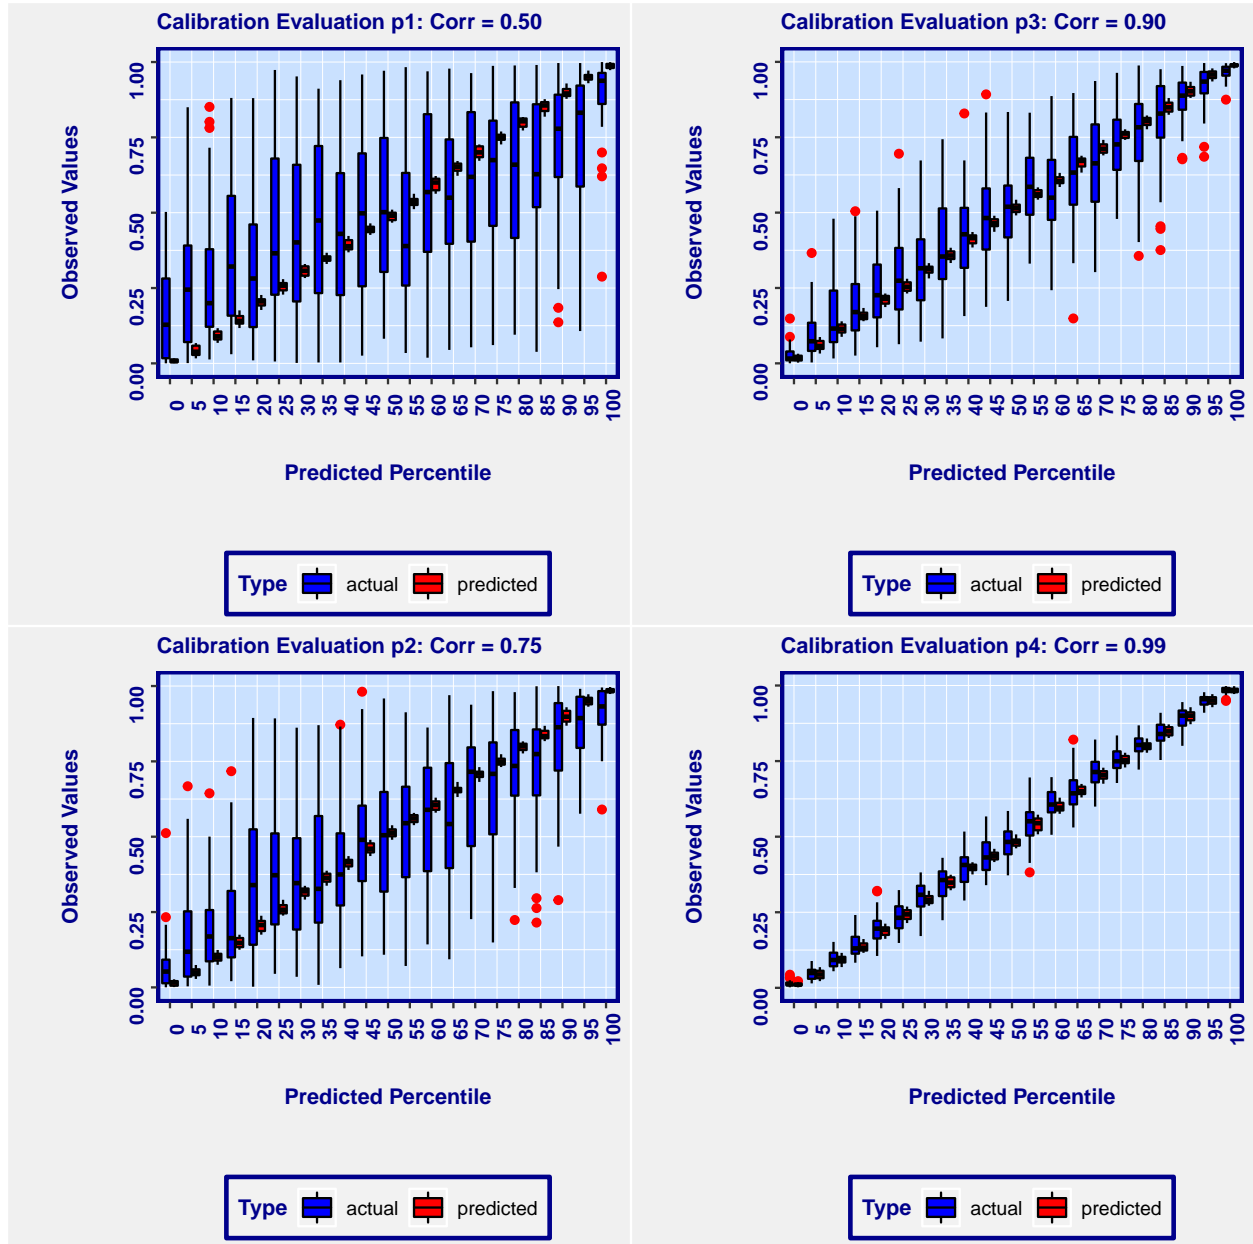 Calibration Evaluation p1: Corr = 0.50
Observed Values
1.00
0.75
0.50
0.25
0.00
0 5 10 15 20 25 30 35 40 45 50 55 60 65 70 75 80 85 90 95 100
Predicted Percentile
Type actual predicted
Calibration Evaluation p3: Corr = 0.90
Observed Values
1.00
0.75
0.50
0.25
0.00
0 5 10 15 20 25 30 35 40 45 50 55 60 65 70 75 80 85 90 95 100
Predicted Percentile
Type actual predicted
Calibration Evaluation p2: Corr = 0.75
Observed Values
1.00
0.75
0.50
0.25
0.00
0 5 10 15 20 25 30 35 40 45 50 55 60 65 70 75 80 85 90 95 100
Predicted Percentile
Type actual predicted
Calibration Evaluation p4: Corr = 0.99
Observed Values
1.00
0.75
0.50
0.25
0.00
0 5 10 15 20 25 30 35 40 45 50 55 60 65 70 75 80 85 90 95 100
Predicted Percentile
Type actual predicted